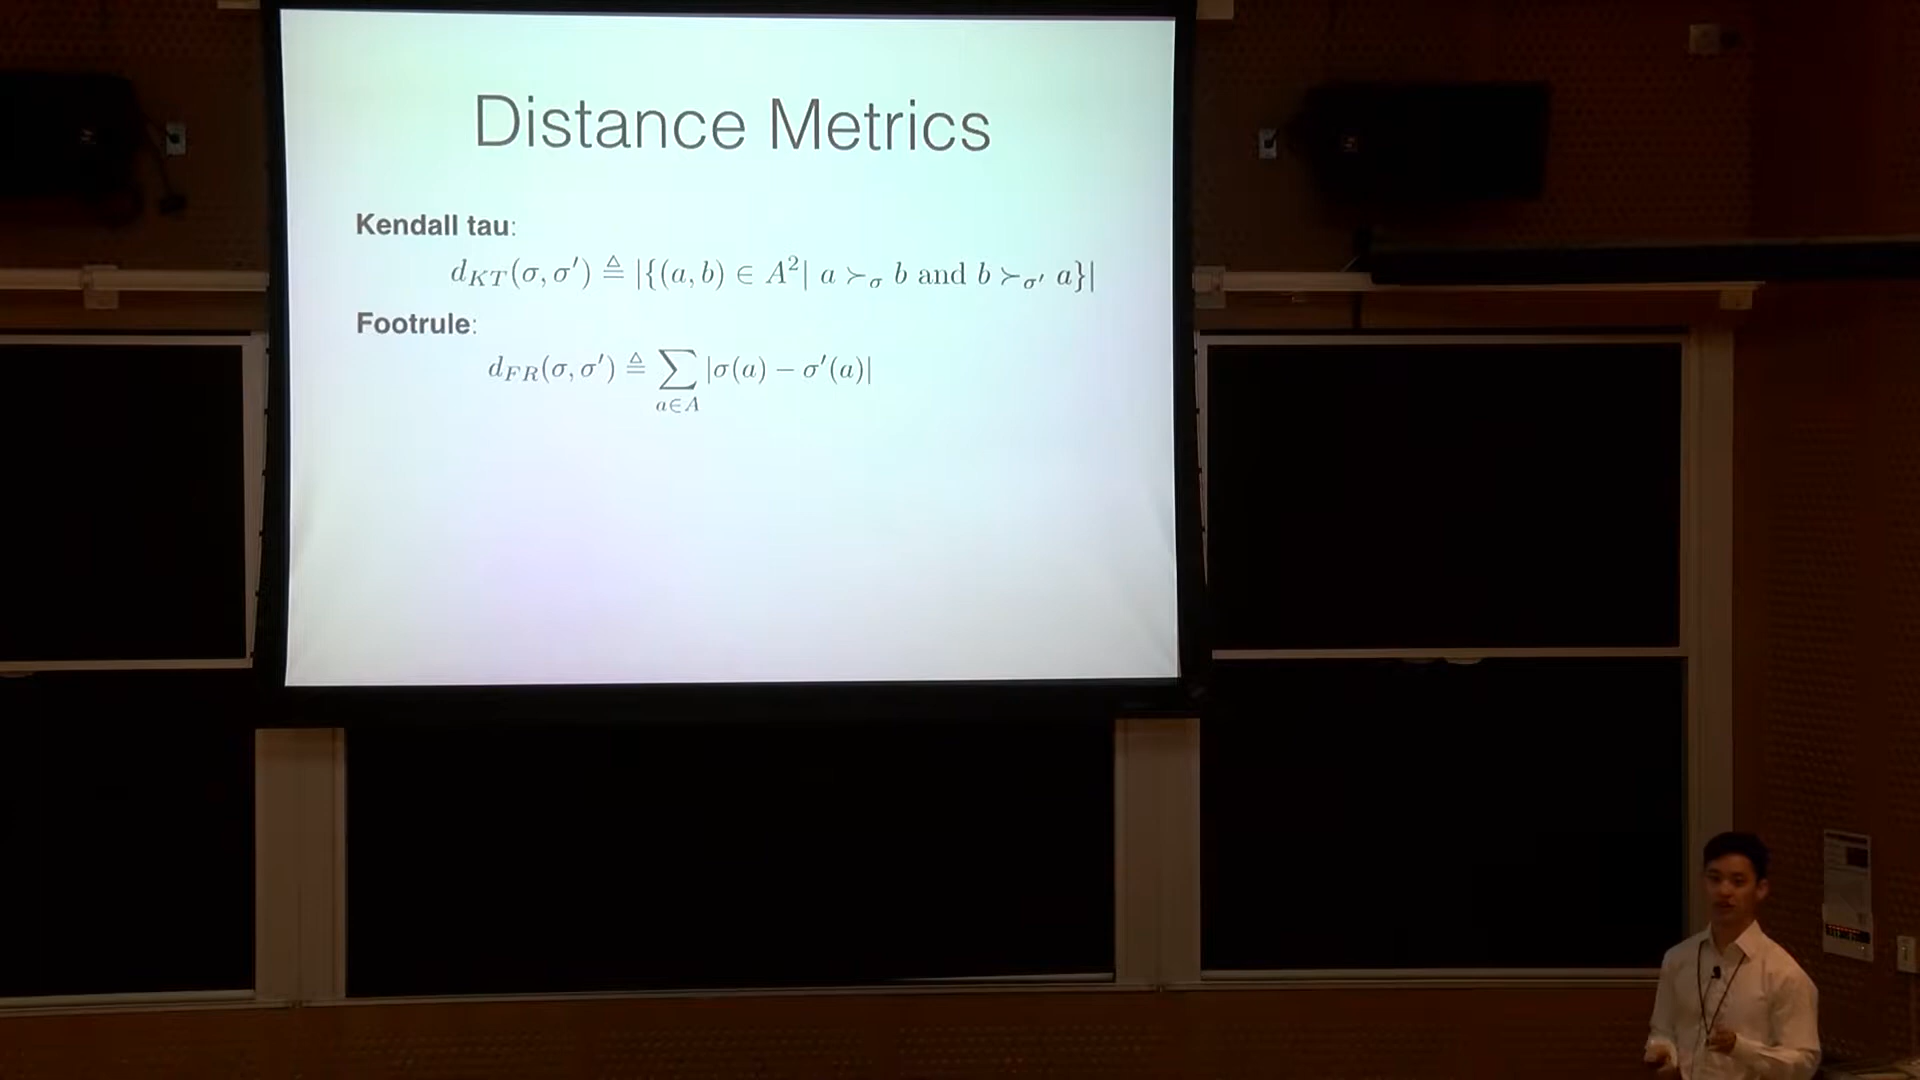 Distance Metrics
Kendall tau:
d_{KT}(σ, σ′) ≜ |{(a, b) ∈ A²| a ≻_σ b and b ≻_{σ′} a}|
Footrule:
d_{FR}(σ, σ′) ≜ ∑_{a∈A} |σ(a) − σ′(a)|